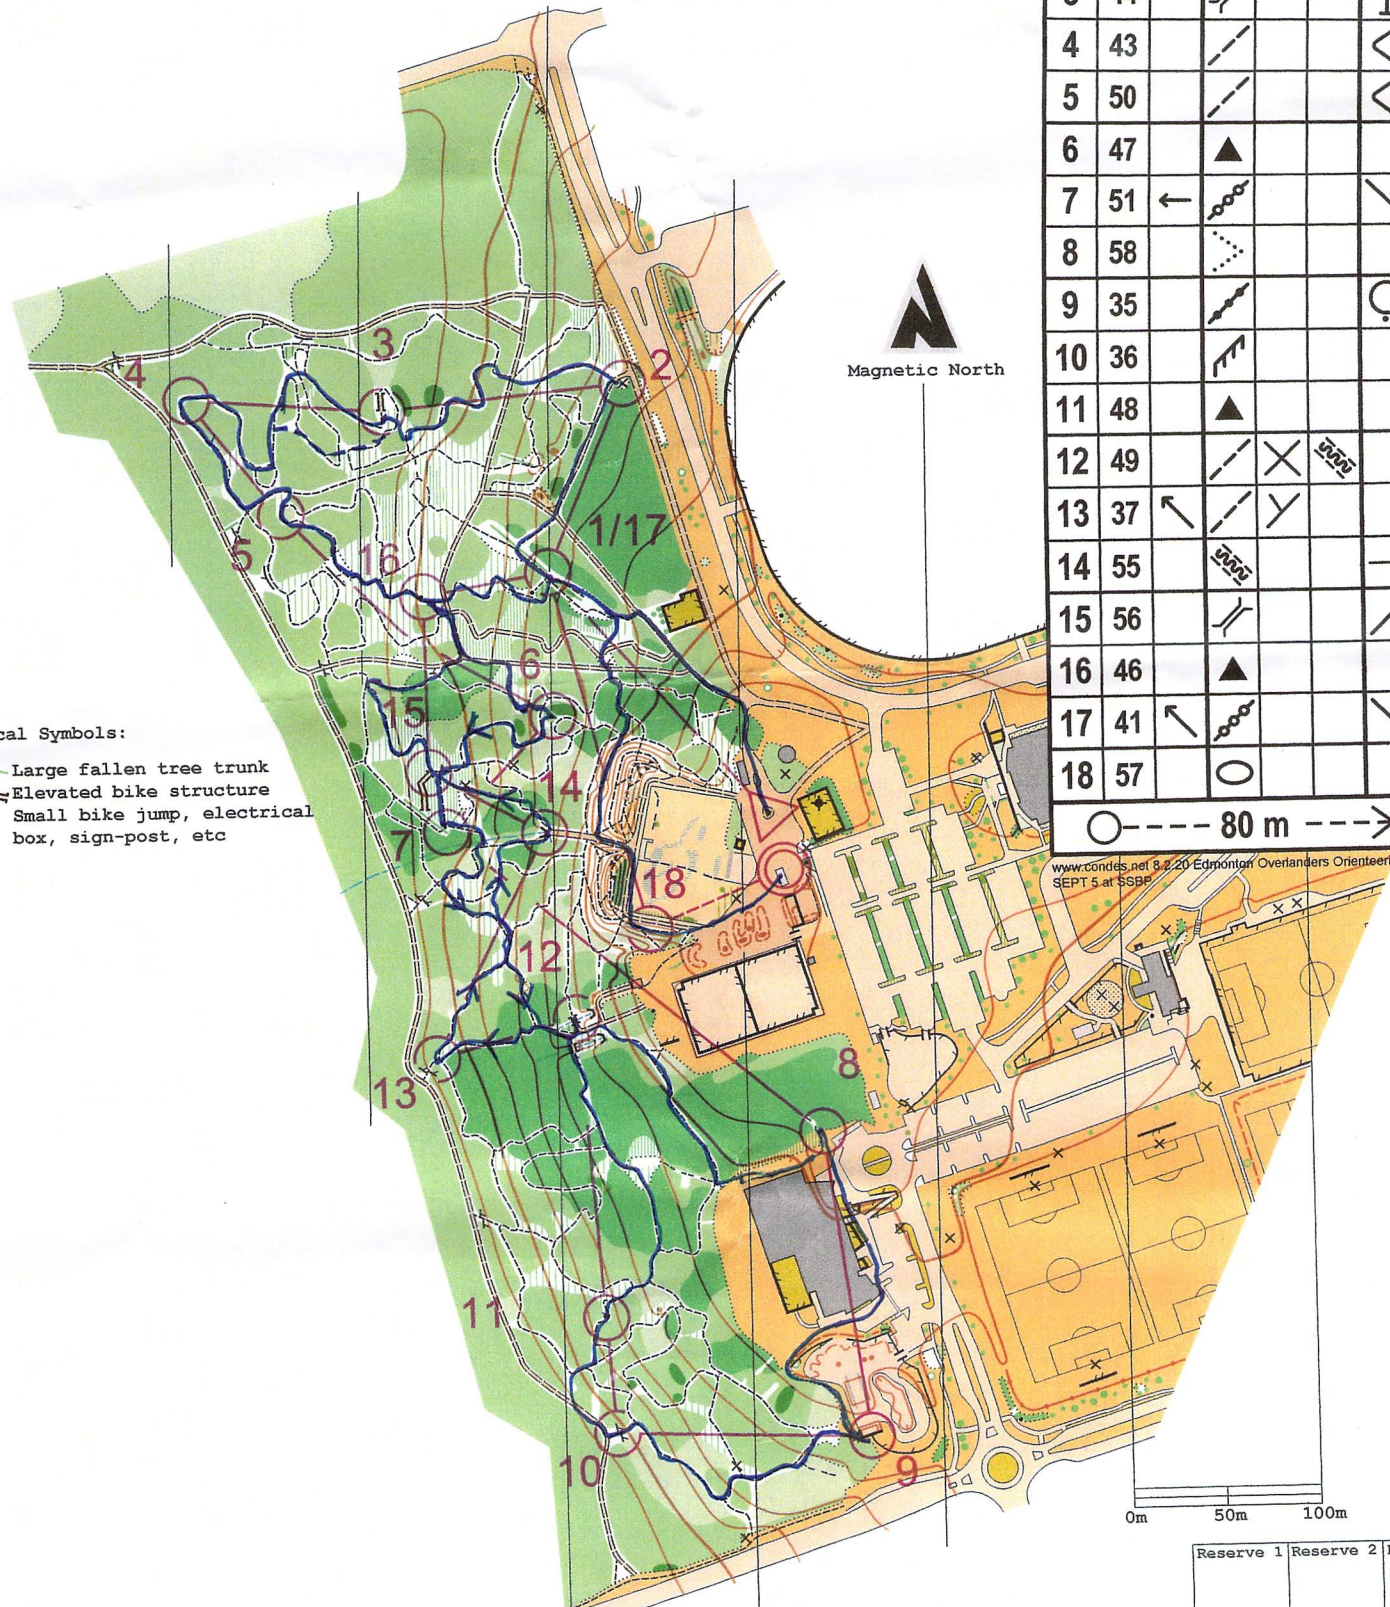 4 43
5 50
6 47
7 51
8 58
9 35
10 36
11 48
12 49
13 37
14 55
15 56
16 46
17 41
18 57
80 m
www.condes.net 8.2.20 Edmonton Overlanders Orienteeri
SEPT 5 at SSBP
Magnetic North
3
2
4
1/17
5
16
6
15
14
7
18
12
8
13
11
10
9
cal Symbols:
Large fallen tree trunk
Elevated bike structure
Small bike jump, electrical
box, sign-post, etc
0m 50m 100m
Reserve 1 Reserve 2